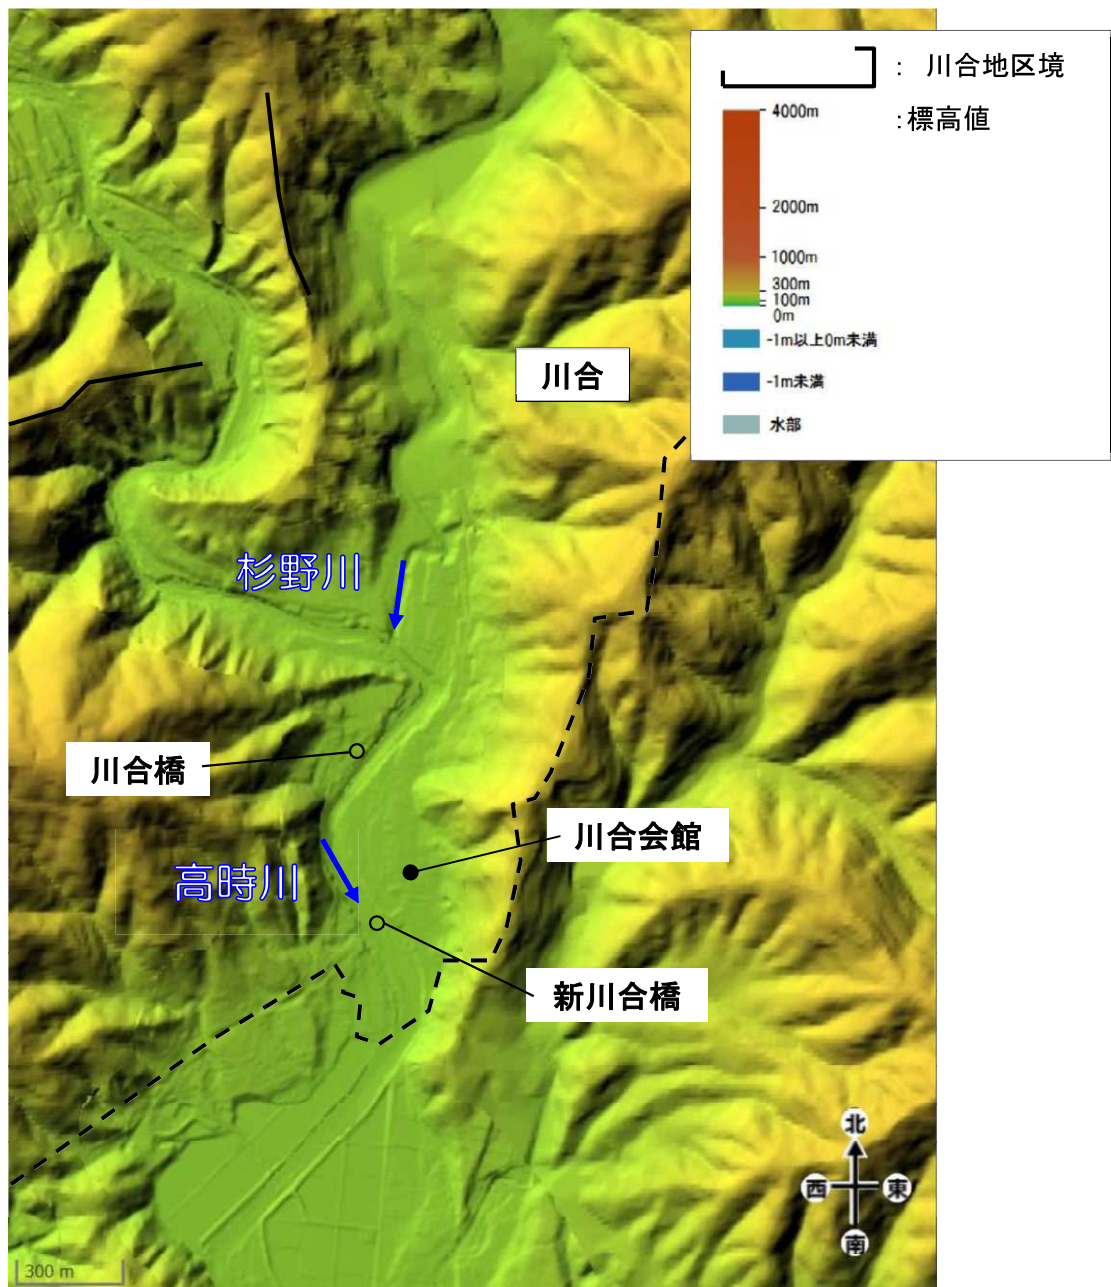 ： 川合地区境
4000m
：標高値
2000m
1000m
300m
100m
0m
-1m以上0m未満
-1m未満
水部
川合
杉野川
川合橋
川合会館
高時川
新川合橋
北
西
東
南
300 m